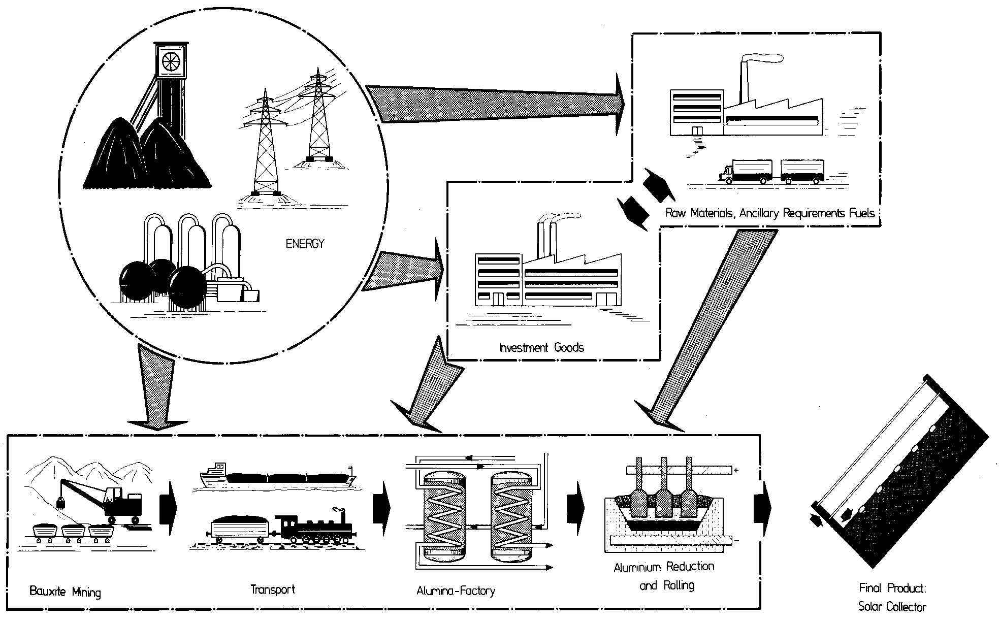 Raw Materials, Ancillary Requirements Fuels
ENERGY
Investment Goods
+
-
Bauxite Mining
Transport
Alumina-Factory
Aluminium Reduction
and Rolling
Final Product:
Solar Collector